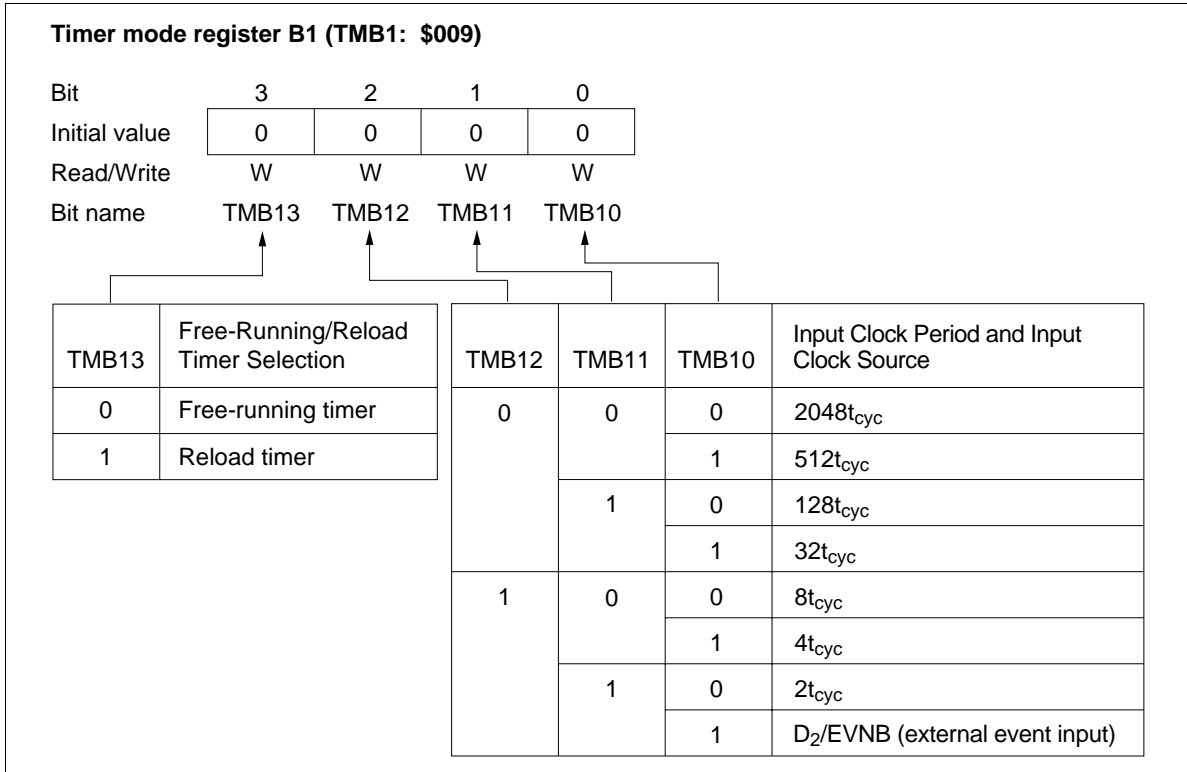 Timer mode register B1 (TMB1: $009)
Bit 3 2 1 0
Initial value 0 0 0 0
Read/Write W W W W
Bit name TMB13 TMB12 TMB11 TMB10
TMB13 Free-Running/Reload Timer Selection
0 Free-running timer
1 Reload timer
TMB12 TMB11 TMB10 Input Clock Period and Input Clock Source
0 0 0 2048tcyc
1 512tcyc
1 0 128tcyc
1 32tcyc
1 0 0 8tcyc
1 4tcyc
1 0 2tcyc
1 D2/EVNB (external event input)